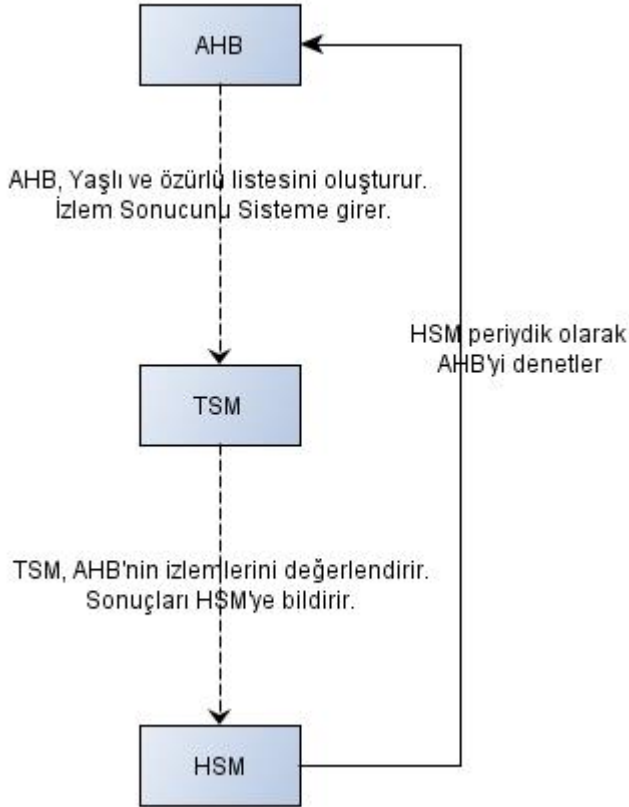 AHB
AHB, Yaşlı ve özürlü listesini oluşturur.
İzlem Sonucunu Sisteme girer.
HSM periydik olarak
AHB'yi denetler
TSM
TSM, AHB'nin izlemlerini değerlendirir.
Sonuçları HSM'ye bildirir.
HSM